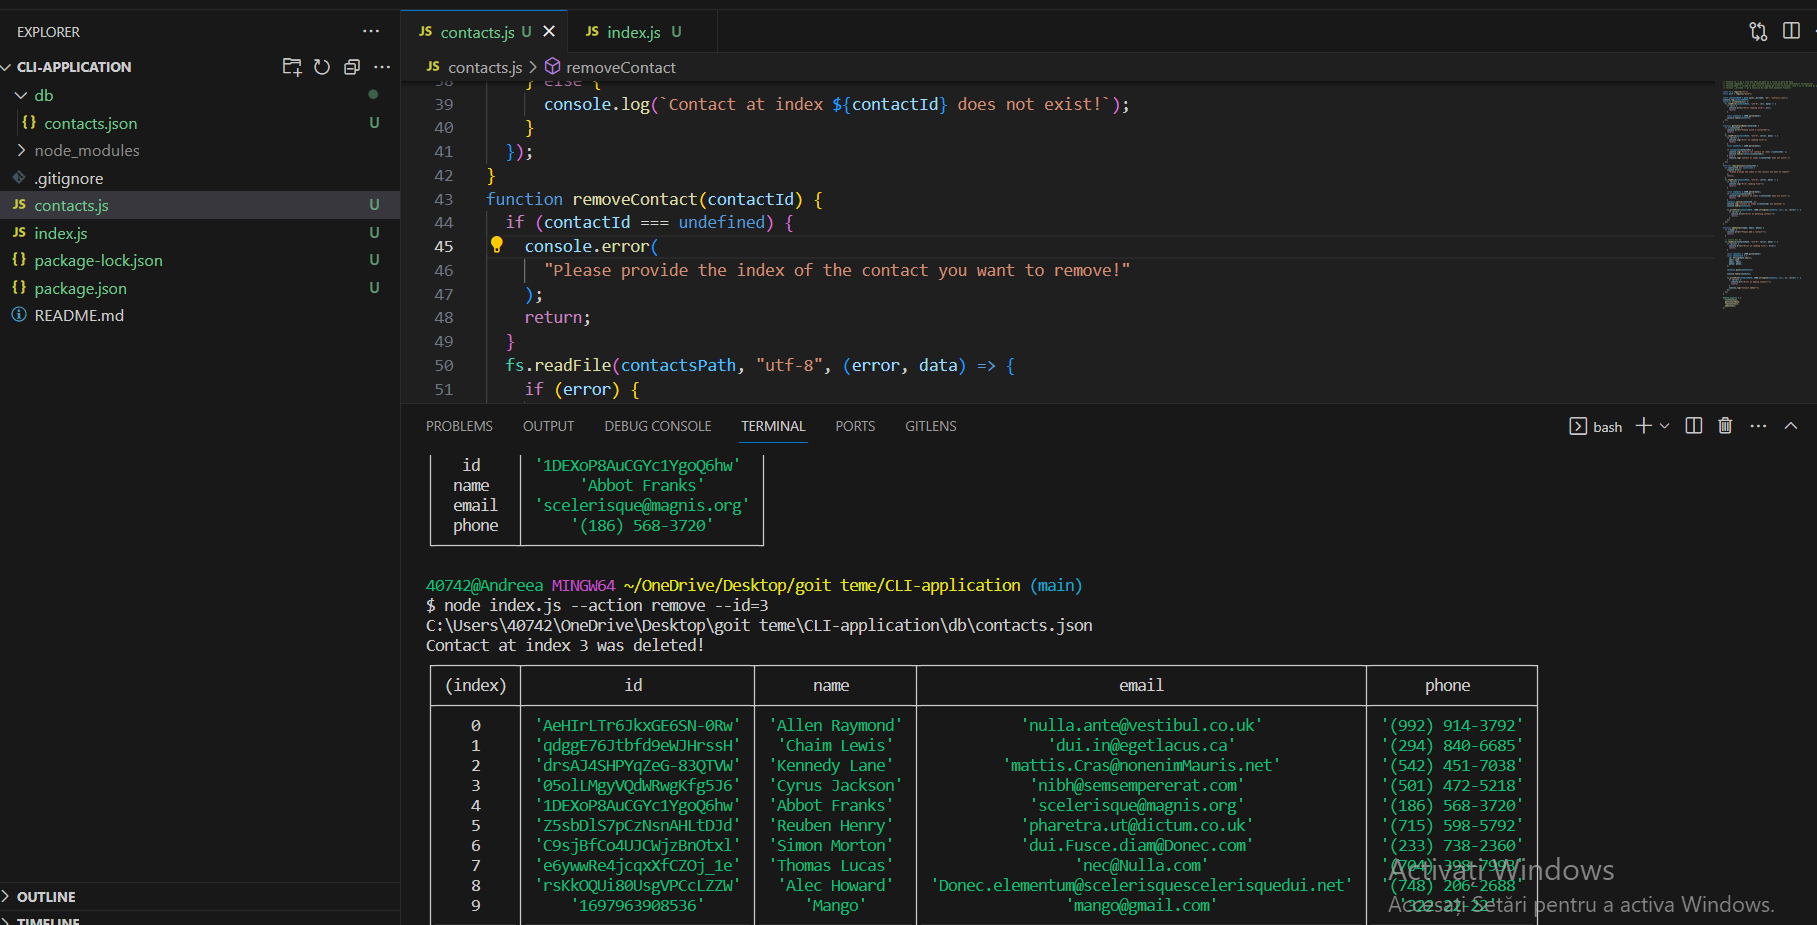 EXPLORER
CLI-APPLICATION
db
{} contacts.json U
node_modules
.gitignore
JS contacts.js U
JS index.js U
{} package-lock.json U
{} package.json U
README.md
OUTLINE
TIMELINE
JS contacts.js U
JS index.js U
JS contacts.js > removeContact
38 } else {
39 console.log(`Contact at index ${contactId} does not exist!`);
40 }
41 });
42 }
43 function removeContact(contactId) {
44 if (contactId === undefined) {
45 console.error(
46 "Please provide the index of the contact you want to remove!"
47 );
48 return;
49 }
50 fs.readFile(contactsPath, "utf-8", (error, data) => {
51 if (error) {
PROBLEMS OUTPUT DEBUG CONSOLE TERMINAL PORTS GITLENS
bash
id '1DEXoP8AuCGYc1YgoQ6hw'
name 'Abbot Franks'
email 'scelerisque@magnis.org'
phone '(186) 568-3720'
40742@Andreea MINGW64 ~/OneDrive/Desktop/goit teme/CLI-application (main)
$ node index.js --action remove --id=3
C:\Users\40742\OneDrive\Desktop\goit teme\CLI-application\db\contacts.json
Contact at index 3 was deleted!
(index) id name email phone
0 'AeHIrLTr6JkxGE6SN-0Rw' 'Allen Raymond' 'nulla.ante@vestibul.co.uk' '(992) 914-3792'
1 'qdggE76Jtbfd9eWJHrssH' 'Chaim Lewis' 'dui.in@egetlacus.ca' '(294) 840-6685'
2 'drsAJ4SHPYqZeG-83QTVW' 'Kennedy Lane' 'mattis.Cras@nonenimMauris.net' '(542) 451-7038'
3 '05olLMgyVQdWRwgKfg5J6' 'Cyrus Jackson' 'nibh@semsempererat.com' '(501) 472-5218'
4 '1DEXoP8AuCGYc1YgoQ6hw' 'Abbot Franks' 'scelerisque@magnis.org' '(186) 568-3720'
5 'Z5sbDlS7pCzNsnAHLtDJd' 'Reuben Henry' 'pharetra.ut@dictum.co.uk' '(715) 598-5792'
6 'C9sjBfCo4UJCWjzBnOtxl' 'Simon Morton' 'dui.Fusce.diam@Donec.com' '(233) 738-2360'
7 'e6ywwRe4jcqxXfCZOj_1e' 'Thomas Lucas' 'nec@Nulla.com' '(704) 398-7993'
8 'rsKkOQUi80UsgVPCcLZZW' 'Alec Howard' 'Donec.elementum@scelerisquescelerisquedui.net' '(748) 206-2688'
9 '1697963908536' 'Mango' 'mango@gmail.com' '322-22-22'
Activați Windows
Accesați Setări pentru a activa Windows.